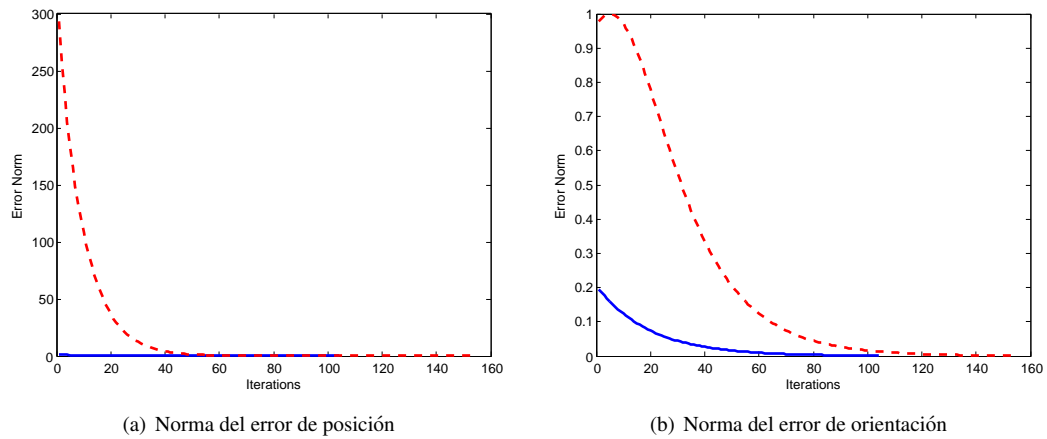 300
250
200
150
100
50
0
0 20 40 60 80 100 120 140 160
Error Norm
Iterations
(a) Norma del error de posición
1
0.9
0.8
0.7
0.6
0.5
0.4
0.3
0.2
0.1
0
0 20 40 60 80 100 120 140 160
Error Norm
Iterations
(b) Norma del error de orientación